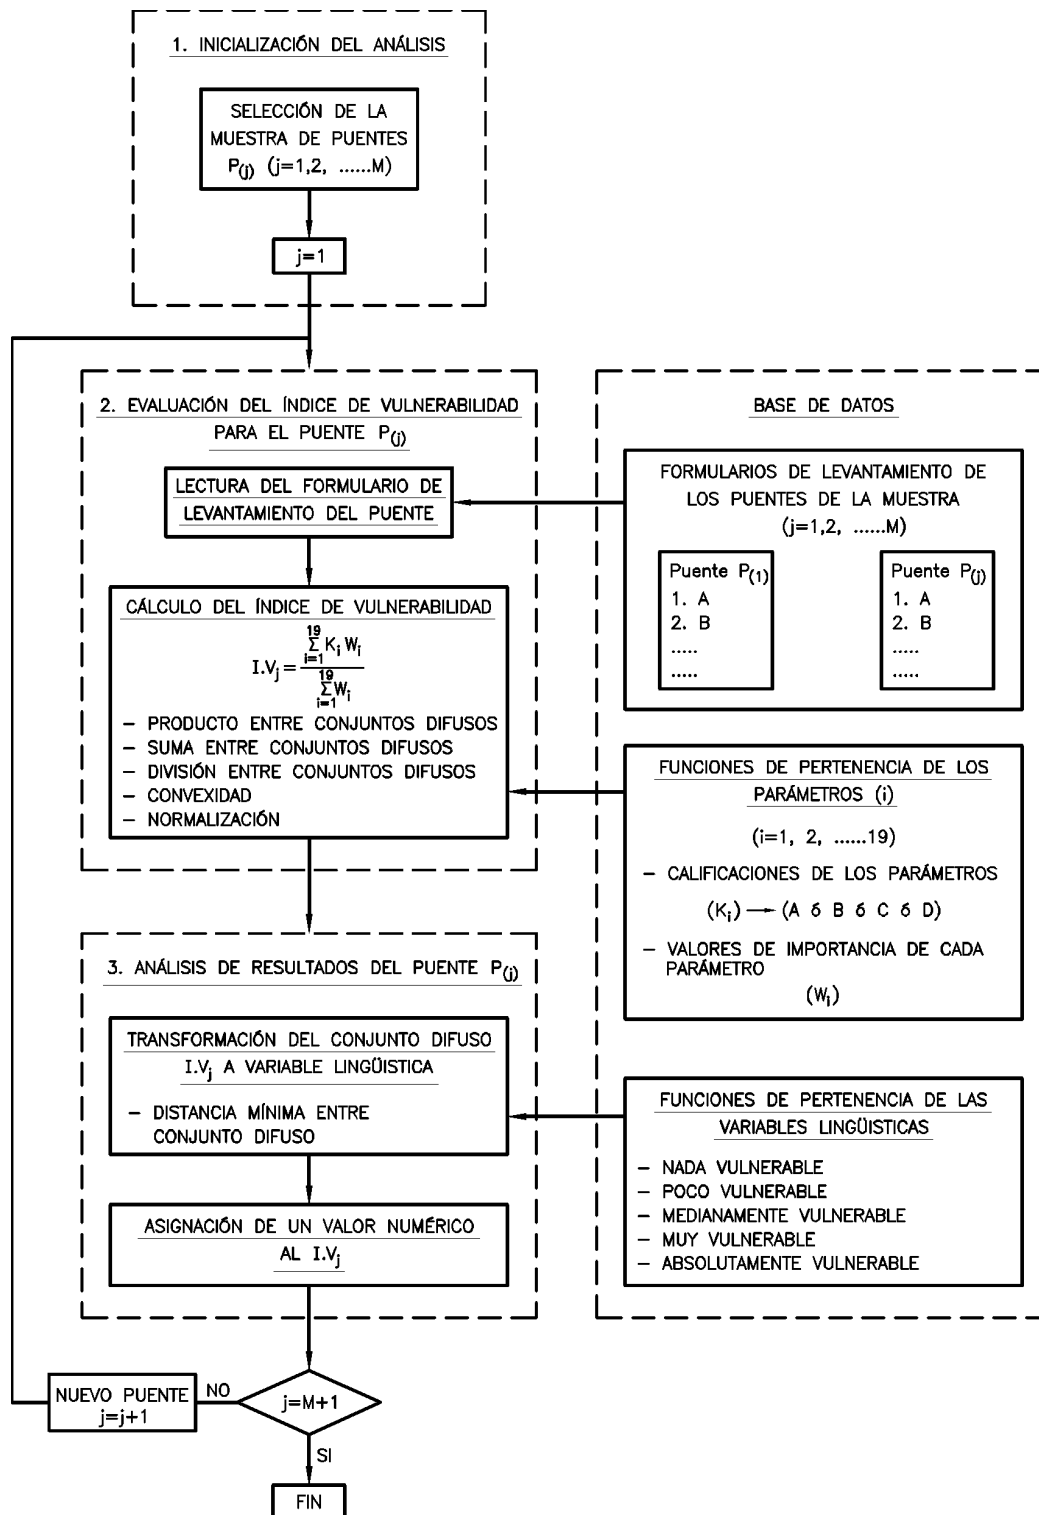 1. INICIALIZACIÓN DEL ANÁLISIS
SELECCIÓN DE LA
MUESTRA DE PUENTES
P(j) (j=1,2, ......M)
j=1
2. EVALUACIÓN DEL ÍNDICE DE VULNERABILIDAD
PARA EL PUENTE P(j)
LECTURA DEL FORMULARIO DE
LEVANTAMIENTO DEL PUENTE
CÁLCULO DEL ÍNDICE DE VULNERABILIDAD
I.Vj = 19 Σ i=1 Ki Wi / 19 Σ i=1 Wi
– PRODUCTO ENTRE CONJUNTOS DIFUSOS
– SUMA ENTRE CONJUNTOS DIFUSOS
– DIVISIÓN ENTRE CONJUNTOS DIFUSOS
– CONVEXIDAD
– NORMALIZACIÓN
3. ANÁLISIS DE RESULTADOS DEL PUENTE P(j)
TRANSFORMACIÓN DEL CONJUNTO DIFUSO
I.Vj A VARIABLE LINGÜISTICA
– DISTANCIA MÍNIMA ENTRE
CONJUNTO DIFUSO
ASIGNACIÓN DE UN VALOR NUMÉRICO
AL I.Vj
j=M+1
NO
NUEVO PUENTE
j=j+1
SI
FIN
BASE DE DATOS
FORMULARIOS DE LEVANTAMIENTO DE
LOS PUENTES DE LA MUESTRA
(j=1,2, ......M)
Puente P(1)
1. A
2. B
.....
.....
Puente P(j)
1. A
2. B
.....
.....
FUNCIONES DE PERTENENCIA DE LOS
PARÁMETROS (i)
(i=1, 2, ......19)
– CALIFICACIONES DE LOS PARÁMETROS
(Ki) → (A ó B ó C ó D)
– VALORES DE IMPORTANCIA DE CADA
PARÁMETRO
(Wi)
FUNCIONES DE PERTENENCIA DE LAS
VARIABLES LINGÜISTICAS
– NADA VULNERABLE
– POCO VULNERABLE
– MEDIANAMENTE VULNERABLE
– MUY VULNERABLE
– ABSOLUTAMENTE VULNERABLE